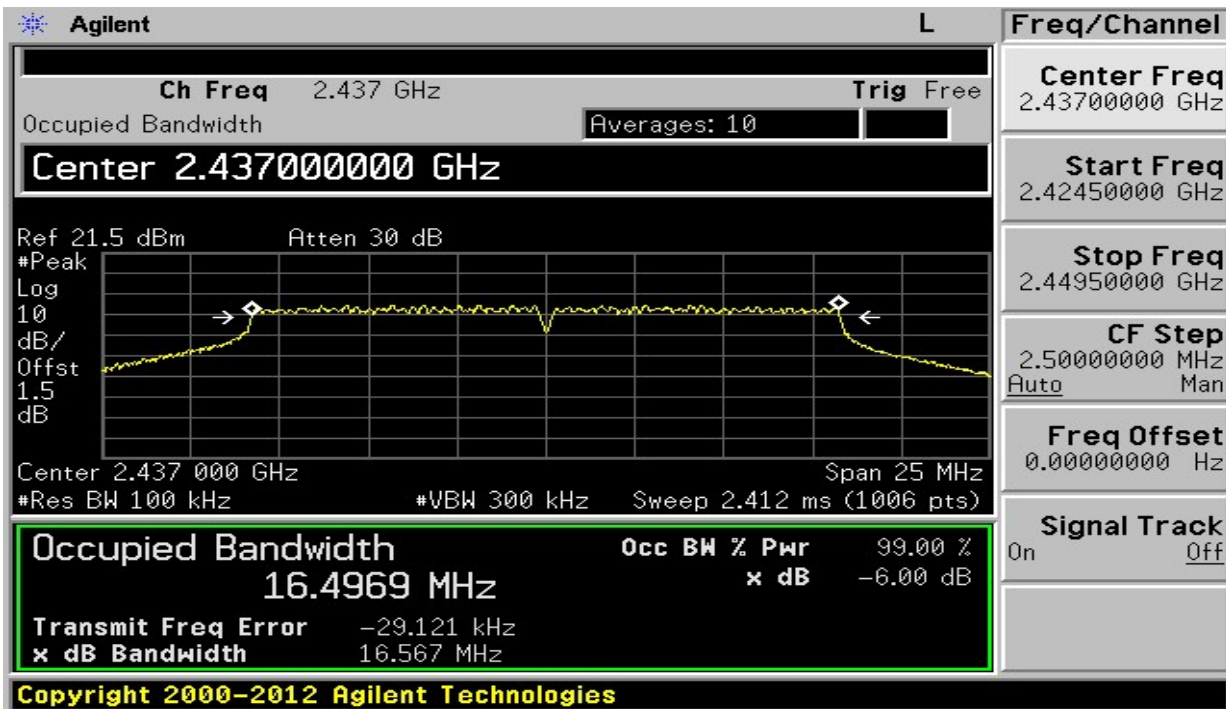 Agilent L Freq/Channel
Ch Freq 2.437 GHz Trig Free
Occupied Bandwidth Averages: 10
Center 2.437000000 GHz
Ref 21.5 dBm Atten 30 dB
#Peak
Log
10
dB/
Offst
1.5
dB
Center 2.437 000 GHz Span 25 MHz
#Res BW 100 kHz #VBW 300 kHz Sweep 2.412 ms (1006 pts)
Occupied Bandwidth Occ BW % Pwr 99.00 %
16.4969 MHz x dB -6.00 dB
Transmit Freq Error -29.121 kHz
x dB Bandwidth 16.567 MHz
Center Freq
2.43700000 GHz
Start Freq
2.42450000 GHz
Stop Freq
2.44950000 GHz
CF Step
2.50000000 MHz
Auto Man
Freq Offset
0.00000000 Hz
Signal Track
On Off
Copyright 2000-2012 Agilent Technologies